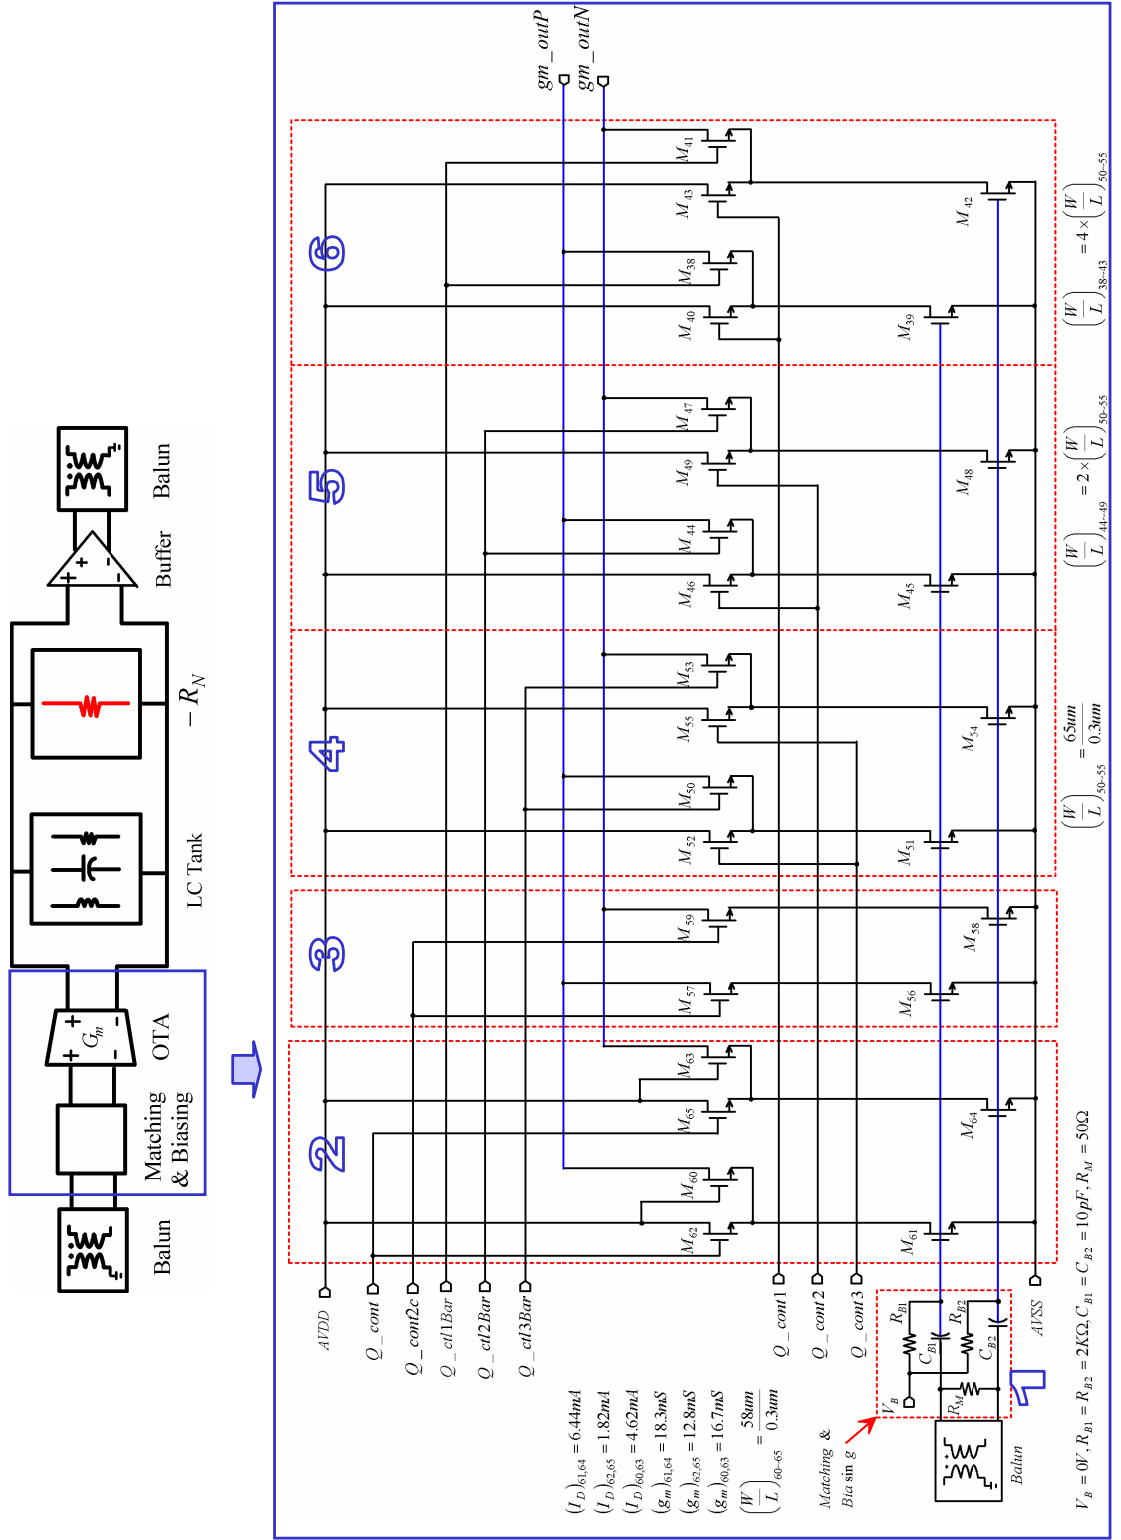 Balun
Matching
& Biasing
G_m
OTA
LC Tank
− R_N
Buffer
Balun
gm_outP
gm_outN
2
3
4
5
6
AVDD
Q_cont
Q_cont2c
Q_ctl1Bar
Q_ctl2Bar
Q_ctl3Bar
Q_cont1
Q_cont2
Q_cont3
AVSS
M_62
M_60
M_65
M_63
M_57
M_59
M_52
M_50
M_55
M_53
M_46
M_44
M_49
M_47
M_40
M_38
M_43
M_41
M_61
M_64
M_56
M_58
M_51
M_54
M_45
M_48
M_39
M_42
(I_D)_61,64 = 6.44mA
(I_D)_62,65 = 1.82mA
(I_D)_60,63 = 4.62mA
(g_m)_61,64 = 18.3mS
(g_m)_62,65 = 12.8mS
(g_m)_60,63 = 16.7mS
(W/L)_60~65 = 58um/0.3um
Matching &
Bia sin g
V_B
R_B1
C_B1
R_B2
C_B2
R_M
1
Balun
V_B = 0V, R_B1 = R_B2 = 2KΩ, C_B1 = C_B2 = 10pF, R_M = 50Ω
(W/L)_50~55 = 65um/0.3um
(W/L)_44~49 = 2 × (W/L)_50~55
(W/L)_38~43 = 4 × (W/L)_50~55